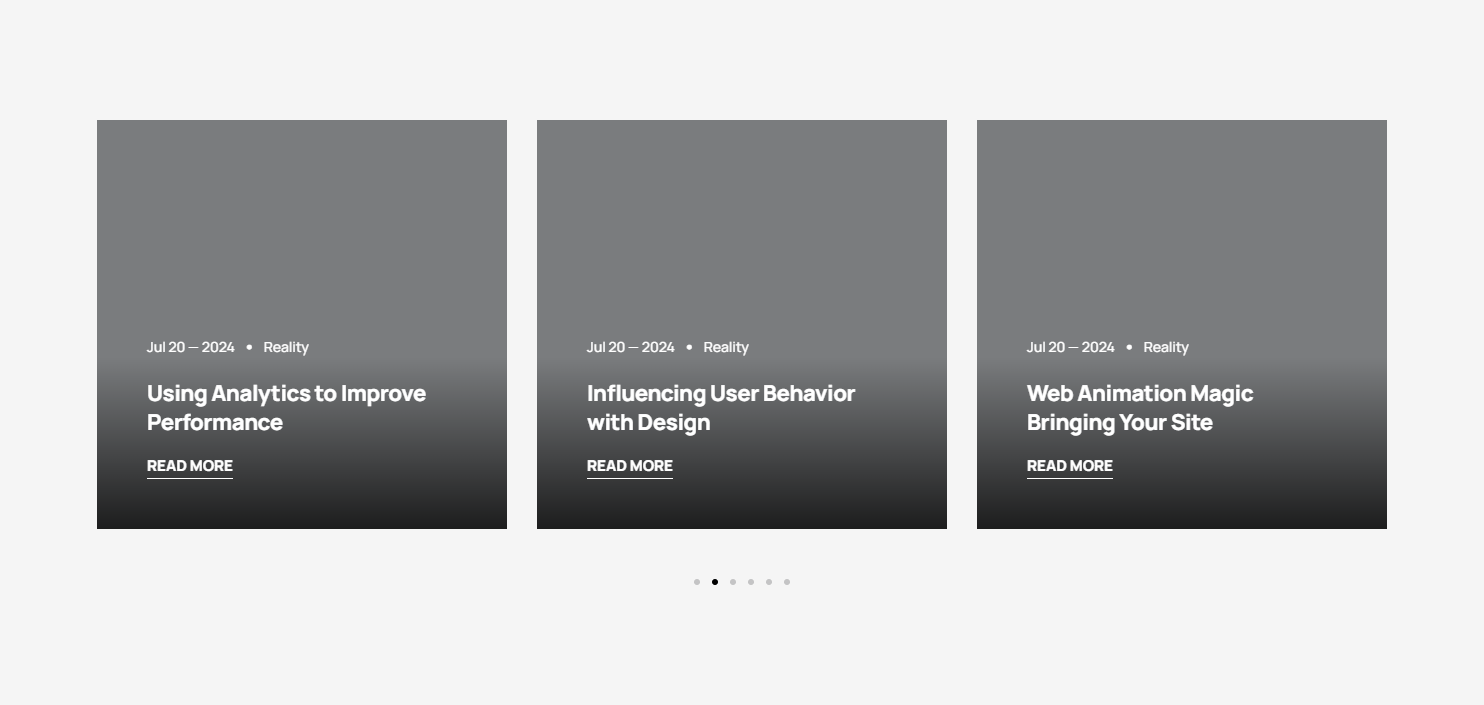 Jul 20 — 2024 • Reality
Using Analytics to Improve
Performance
READ MORE
Jul 20 — 2024 • Reality
Influencing User Behavior
with Design
READ MORE
Jul 20 — 2024 • Reality
Web Animation Magic
Bringing Your Site
READ MORE